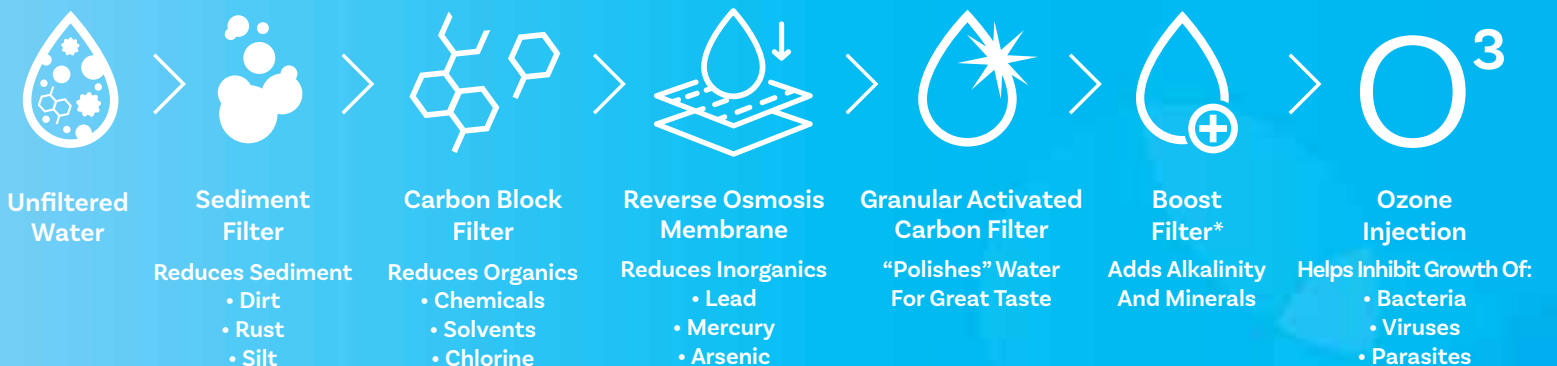 Unfiltered
Water
Sediment
Filter
Reduces Sediment
• Dirt
• Rust
• Silt
Carbon Block
Filter
Reduces Organics
• Chemicals
• Solvents
• Chlorine
Reverse Osmosis
Membrane
Reduces Inorganics
• Lead
• Mercury
• Arsenic
Granular Activated
Carbon Filter
“Polishes” Water
For Great Taste
Boost
Filter*
Adds Alkalinity
And Minerals
O³
Ozone
Injection
Helps Inhibit Growth Of:
• Bacteria
• Viruses
• Parasites